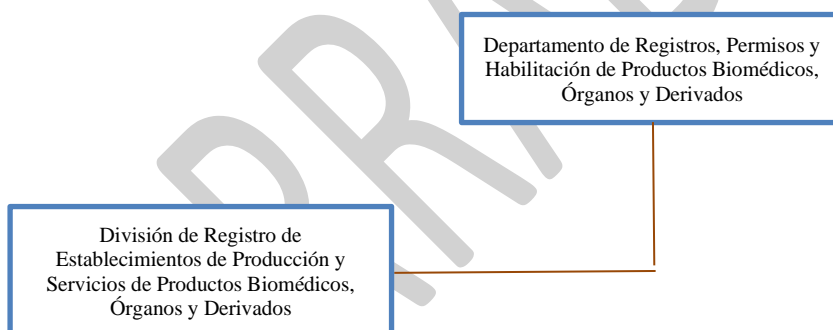 Departamento de Registros, Permisos y
Habilitación de Productos Biomédicos,
Órganos y Derivados
División de Registro de
Establecimientos de Producción y
Servicios de Productos Biomédicos,
Órganos y Derivados